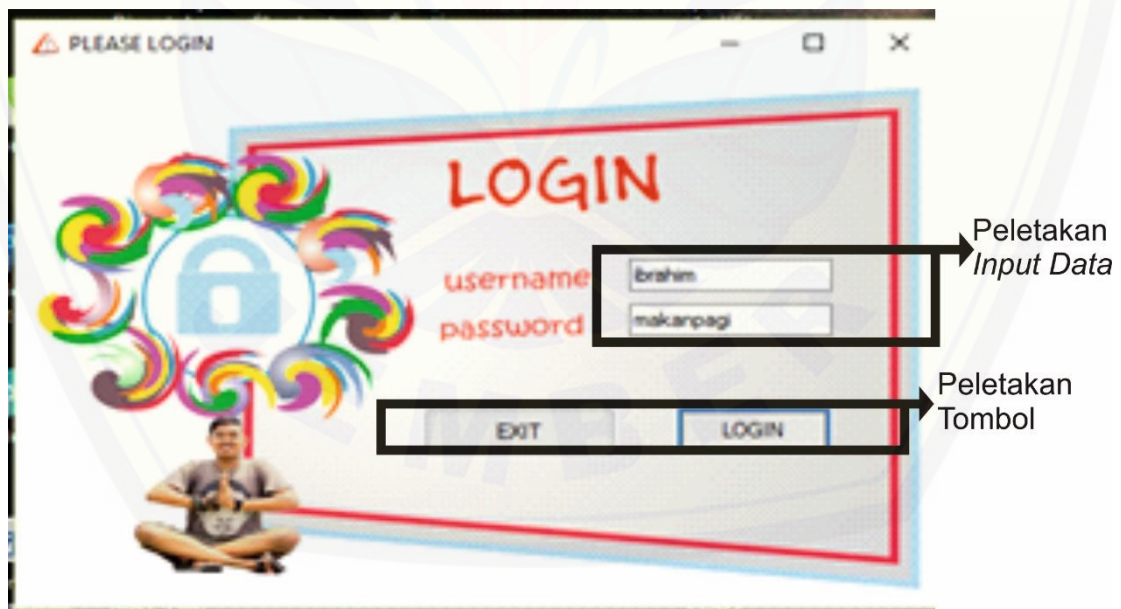 PLEASE LOGIN
LOGIN
username ibrahim
password makanpagi
EXIT LOGIN
Peletakan
Input Data
Peletakan
Tombol